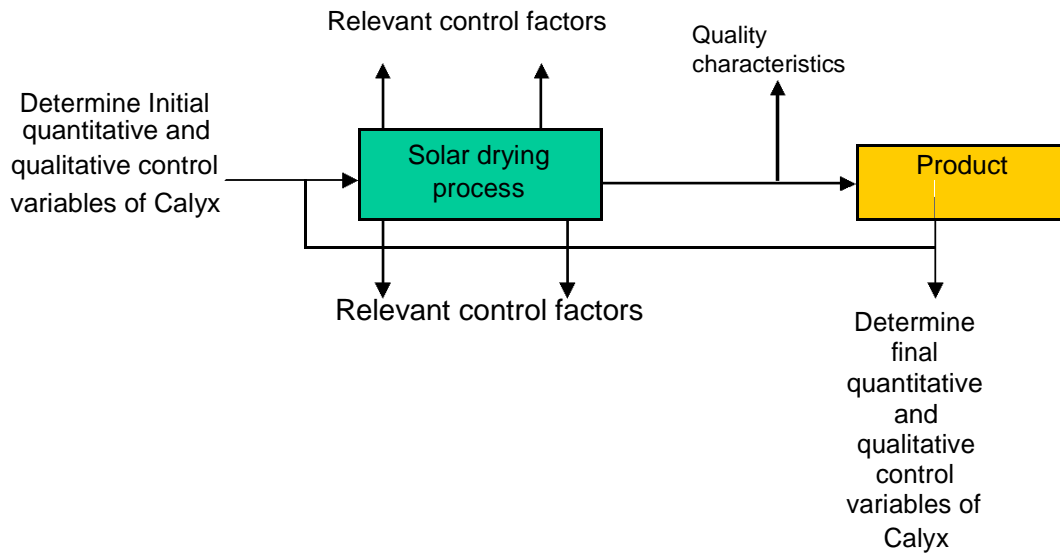 Relevant control factors
Quality
characteristics
Determine Initial
quantitative and
qualitative control
variables of Calyx
Solar drying
process
Product
Relevant control factors
Determine
final
quantitative
and
qualitative
control
variables of
Calyx